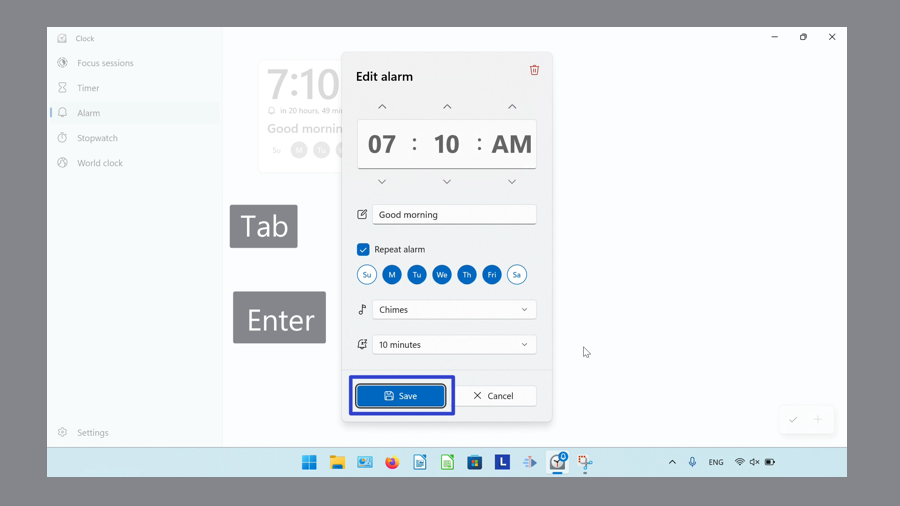 Clock
Focus sessions
Timer
Alarm
Stopwatch
World clock
Settings
7:10
in 20 hours, 49 mi
Good mornin
Su M Tu
Tab
Enter
Edit alarm
07 : 10 : AM
Good morning
Repeat alarm
Su M Tu We Th Fri Sa
Chimes
10 minutes
Save Cancel
L
ENG